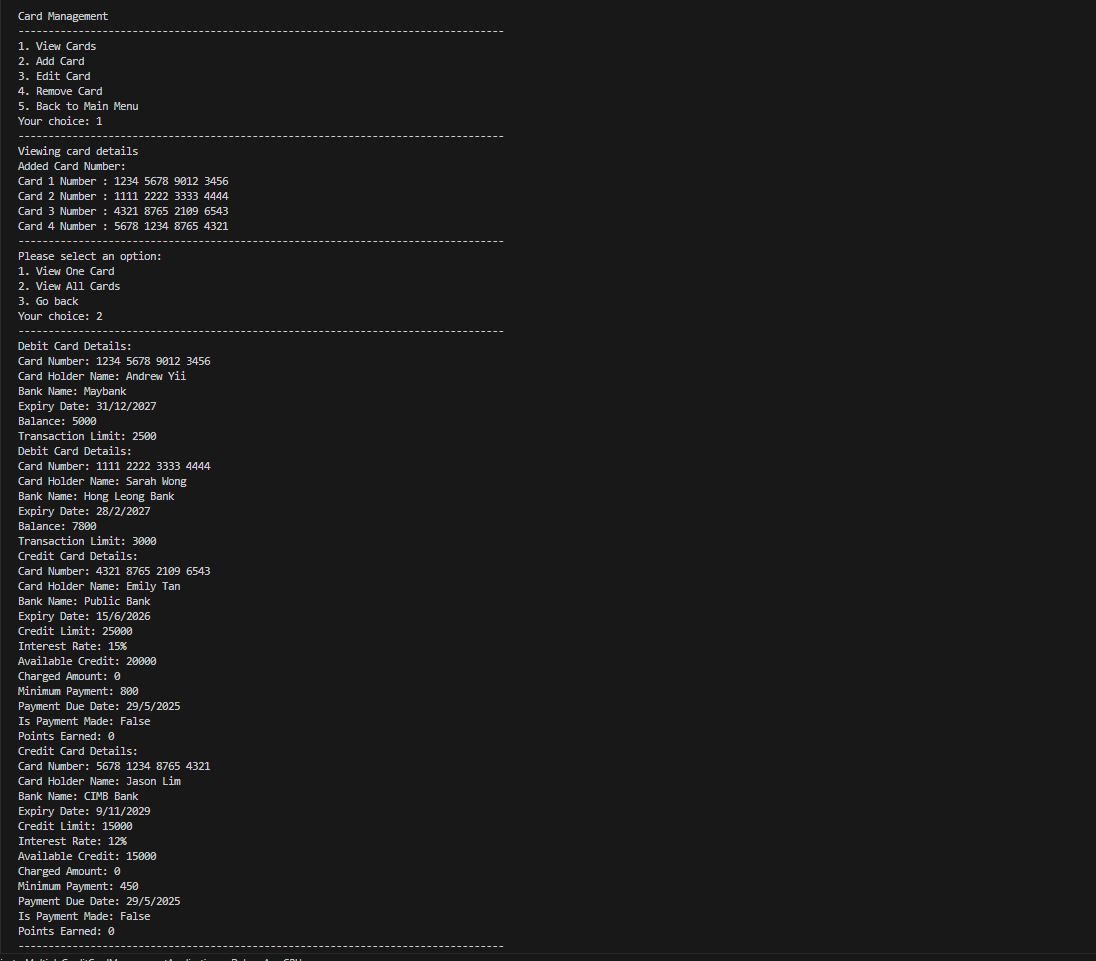 Card Management
---------------------------------------------------------------------------------
1. View Cards
2. Add Card
3. Edit Card
4. Remove Card
5. Back to Main Menu
Your choice: 1
---------------------------------------------------------------------------------
Viewing card details
Added Card Number:
Card 1 Number : 1234 5678 9012 3456
Card 2 Number : 1111 2222 3333 4444
Card 3 Number : 4321 8765 2109 6543
Card 4 Number : 5678 1234 8765 4321
---------------------------------------------------------------------------------
Please select an option:
1. View One Card
2. View All Cards
3. Go back
Your choice: 2
---------------------------------------------------------------------------------
Debit Card Details:
Card Number: 1234 5678 9012 3456
Card Holder Name: Andrew Yii
Bank Name: Maybank
Expiry Date: 31/12/2027
Balance: 5000
Transaction Limit: 2500
Debit Card Details:
Card Number: 1111 2222 3333 4444
Card Holder Name: Sarah Wong
Bank Name: Hong Leong Bank
Expiry Date: 28/2/2027
Balance: 7800
Transaction Limit: 3000
Credit Card Details:
Card Number: 4321 8765 2109 6543
Card Holder Name: Emily Tan
Bank Name: Public Bank
Expiry Date: 15/6/2026
Credit Limit: 25000
Interest Rate: 15%
Available Credit: 20000
Charged Amount: 0
Minimum Payment: 800
Payment Due Date: 29/5/2025
Is Payment Made: False
Points Earned: 0
Credit Card Details:
Card Number: 5678 1234 8765 4321
Card Holder Name: Jason Lim
Bank Name: CIMB Bank
Expiry Date: 9/11/2029
Credit Limit: 15000
Interest Rate: 12%
Available Credit: 15000
Charged Amount: 0
Minimum Payment: 450
Payment Due Date: 29/5/2025
Is Payment Made: False
Points Earned: 0
---------------------------------------------------------------------------------